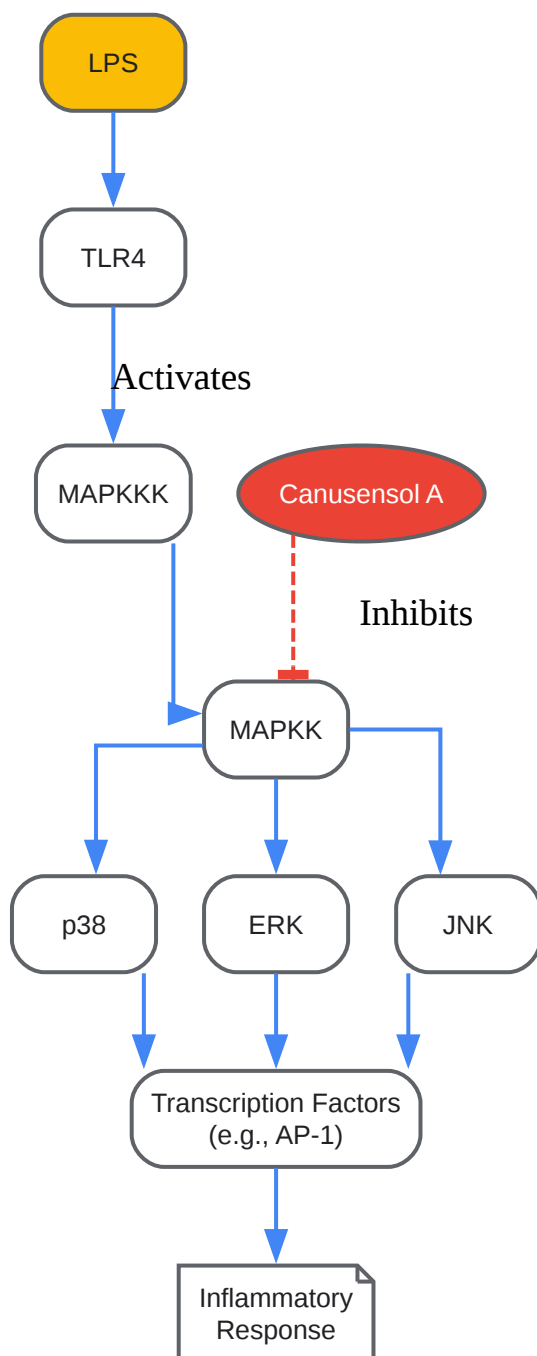 LPS
TLR4
Activates
MAPKKK
Canusensol A
Inhibits
MAPKK
p38
ERK
JNK
Transcription Factors
(e.g., AP-1)
Inflammatory
Response